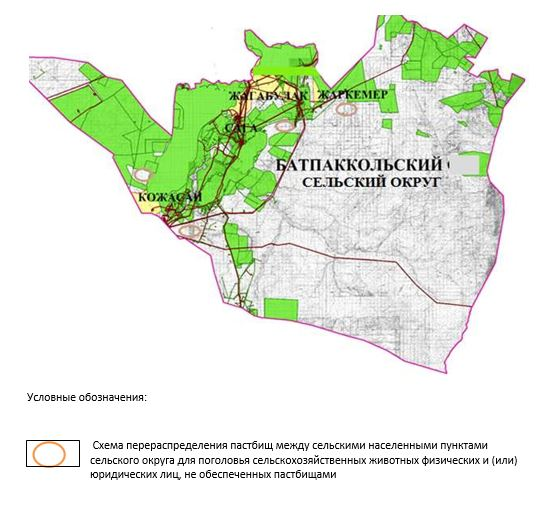 ЖАГАБУЛАК ЖАРКЕМЕР
САГА
БАТПАККОЛЬСКИЙ С
СЕЛЬСКИЙ ОКРУГ
КОЖАСАЙ
Условные обозначения:
Схема перераспределения пастбищ между сельскими населенными пунктами
сельского округа для поголовья сельскохозяйственных животных физических и (или)
юридических лиц, не обеспеченных пастбищами